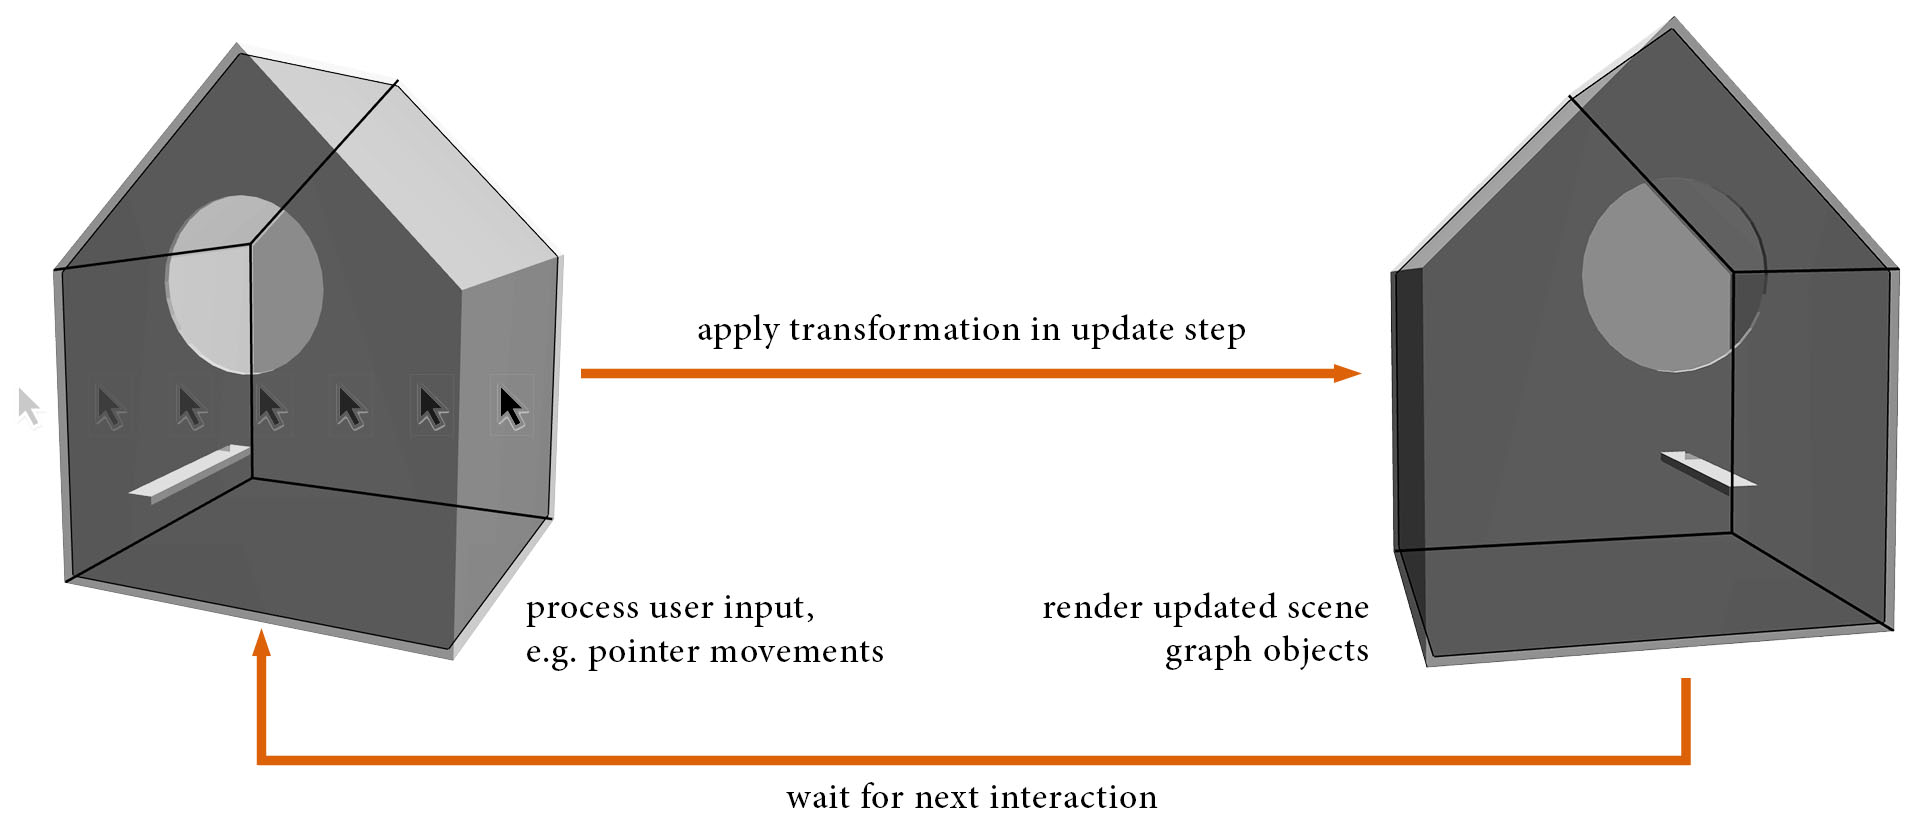 apply transformation in update step
process user input,
e.g. pointer movements
render updated scene
graph objects
wait for next interaction